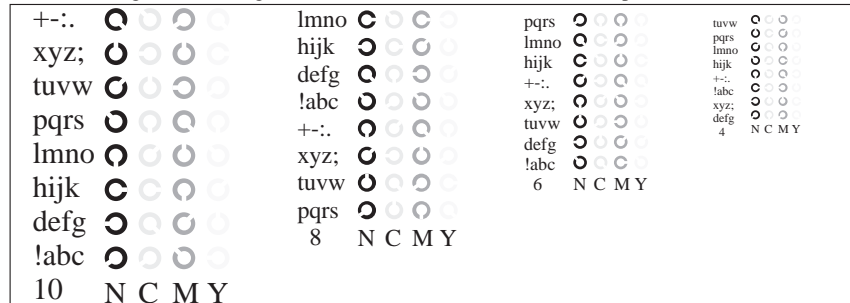 +-:.
xyz;
tuvw
pqrs
lmno
hijk
defg
!abc
10 N C M Y
lmno
hijk
defg
!abc
+-:.
xyz;
tuvw
pqrs
8 N C M Y
pqrs
lmno
hijk
+-:.
xyz;
tuvw
defg
!abc
6 N C M Y
tuvw
pqrs
lmno
hijk
+-:.
!abc
xyz;
defg
4 N C M Y